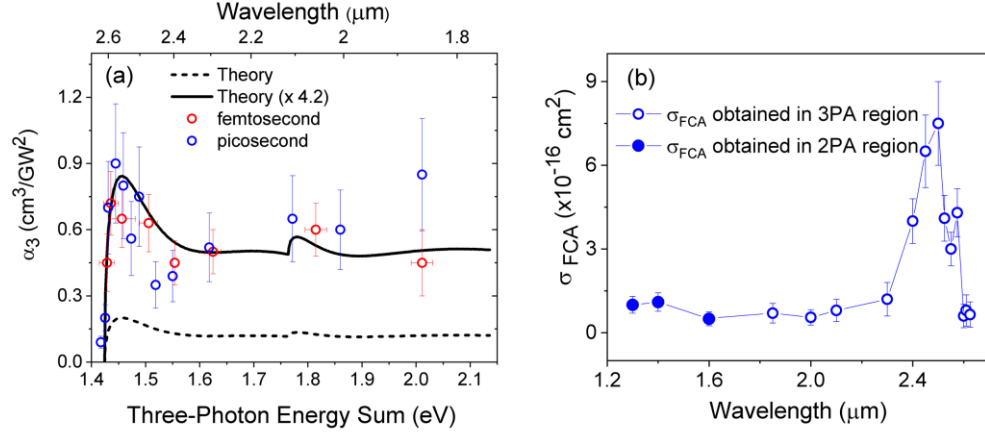 Wavelength (μm)
2.6 2.4 2.2 2 1.8
(a)
Theory
Theory (x 4.2)
femtosecond
picosecond
α3 (cm³/GW²)
1.2
0.9
0.6
0.3
0.0
1.4 1.5 1.6 1.7 1.8 1.9 2.0 2.1
Three-Photon Energy Sum (eV)
(b)
σFCA obtained in 3PA region
σFCA obtained in 2PA region
σFCA (x10⁻¹⁶ cm²)
9
6
3
0
1.2 1.6 2.0 2.4
Wavelength (μm)